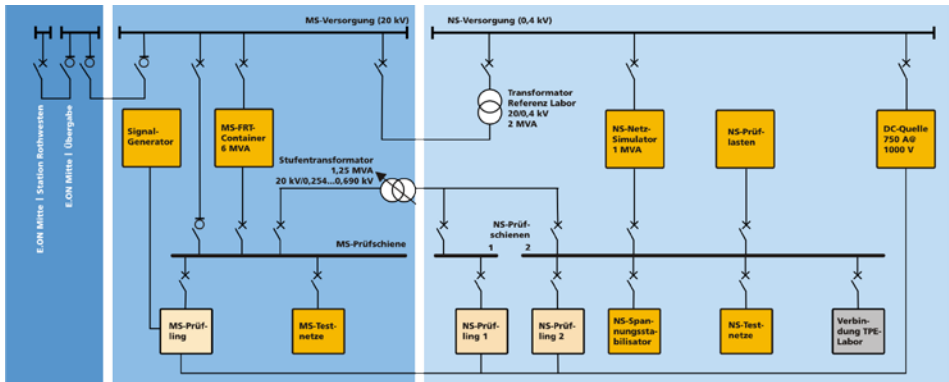 MS-Versorgung (20 kV)
NS-Versorgung (0,4 kV)
E.ON Mitte | Station Rothwesten
E.ON Mitte | Übergabe
Signal-
Generator
MS-FRT-
Container
6 MVA
Transformator
Referenz Labor
20/0,4 kV
2 MVA
NS-Netz-
Simulator
1 MVA
NS-Prüf-
lasten
DC-Quelle
750 A@
1000 V
Stufentransformator
1,25 MVA
20 kV/0,254...0,690 kV
MS-Prüfschiene
NS-Prüf-
schienen
1
2
MS-Prüf-
ling
MS-Test-
netze
NS-Prüf-
ling 1
NS-Prüf-
ling 2
NS-Span-
nungssta-
bilisator
NS-Test-
netze
Verbin-
dung TPE-
Labor